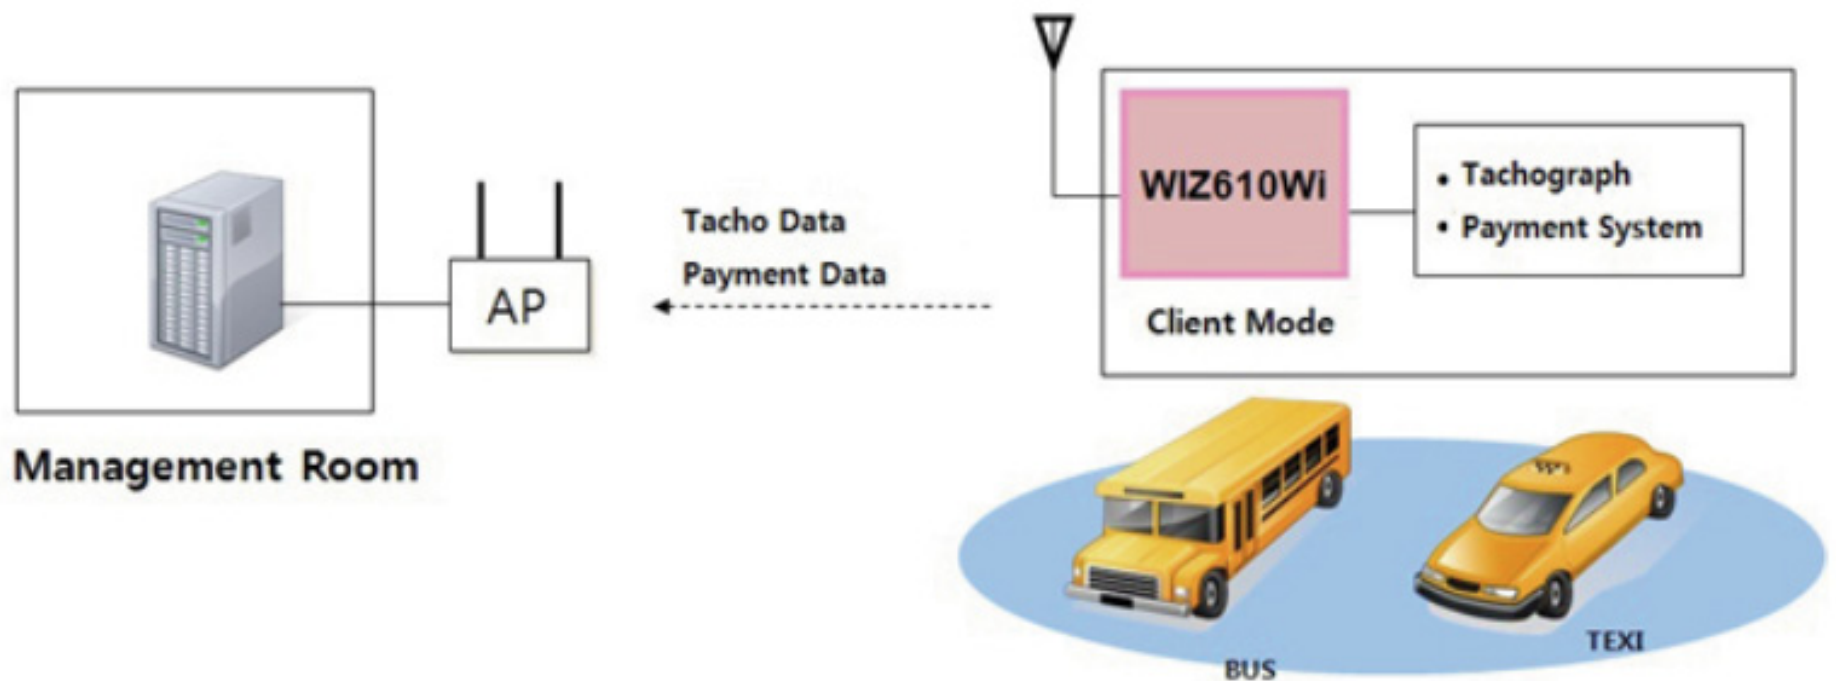 Management Room
AP
Tacho Data
Payment Data
WIZ610Wi
Client Mode
• Tachograph
• Payment System
BUS
TEXI